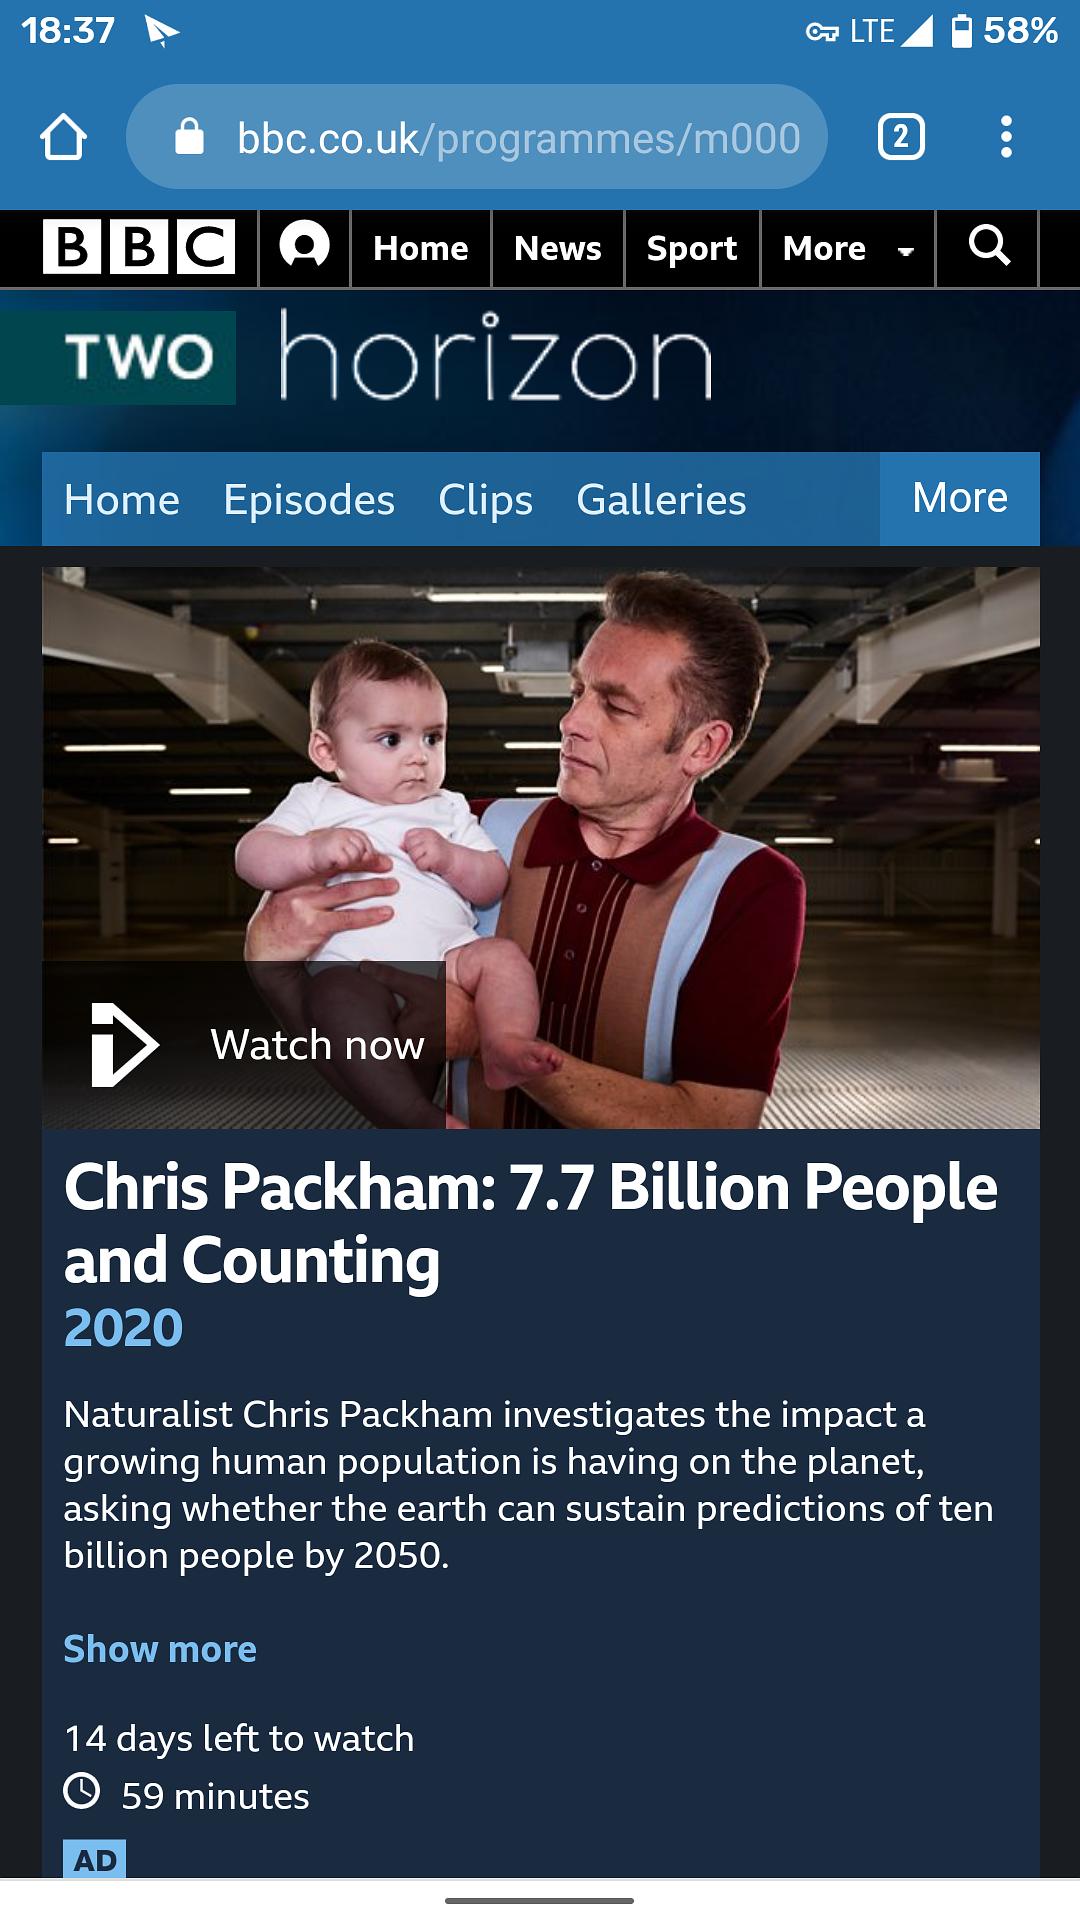 18:37 LTE 58%
bbc.co.uk/programmes/m000 2
BBC Home News Sport More
TWO horizon
Home Episodes Clips Galleries More
Watch now
Chris Packham: 7.7 Billion People
and Counting
2020
Naturalist Chris Packham investigates the impact a
growing human population is having on the planet,
asking whether the earth can sustain predictions of ten
billion people by 2050.
Show more
14 days left to watch
59 minutes
AD